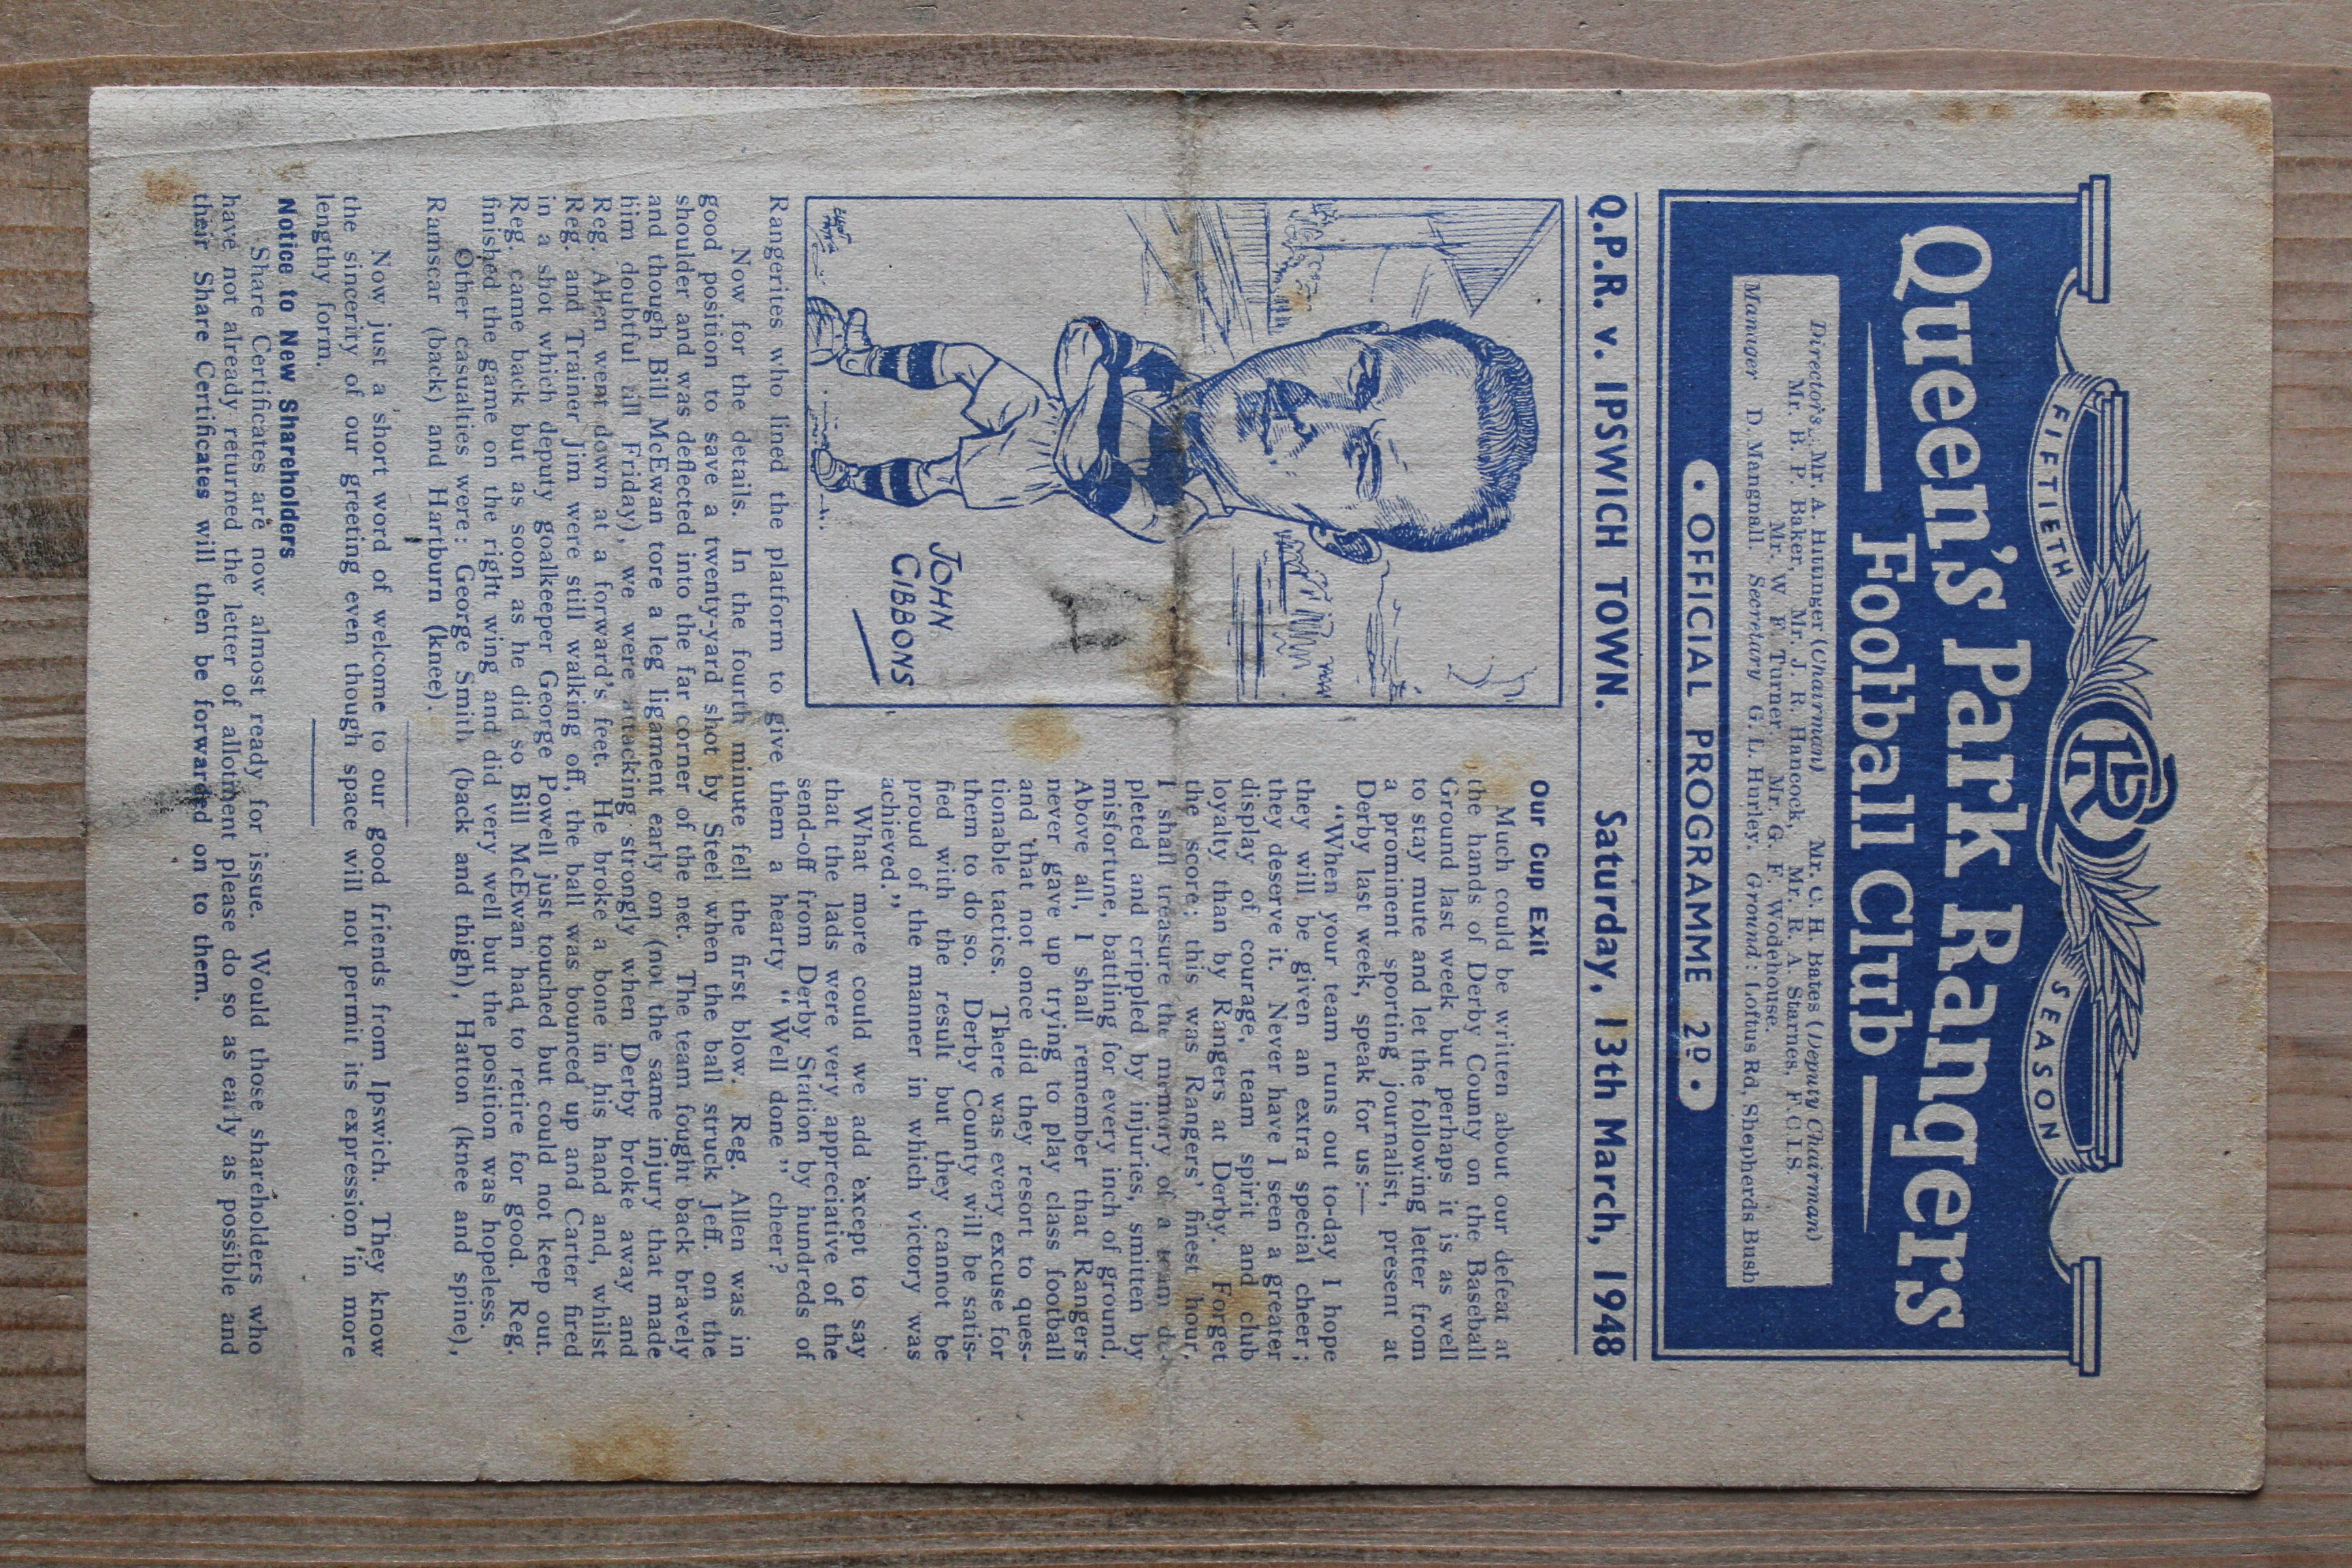 FIFTIETH SEASON
Queen's Park Rangers
Football Club
Directors: Mr. A. Hittinger (Chairman) Mr. C. H. Bates (Deputy Chairman)
Mr. B. P. Baker, Mr. J. R. Hancock, Mr. R. A. Starnes, F.C.I.S.
Mr. W. F. Turner. Mr. G. F. Wodehouse.
Manager D. Mangnall. Secretary G. L. Hurley. Ground: Loftus Rd, Shepherds Bush
• OFFICIAL PROGRAMME 2D •
Q.P.R. v. IPSWICH TOWN. Saturday, 13th March, 1948
JOHN
GIBBONS
Our Cup Exit
Much could be written about our defeat at
the hands of Derby County on the Baseball
Ground last week but perhaps it is as well
to stay mute and let the following letter from
a prominent sporting journalist, present at
Derby last week, speak for us:—
"When your team runs out to-day I hope
they will be given an extra special cheer;
they deserve it. Never have I seen a greater
display of courage, team spirit and club
loyalty than by Rangers at Derby. Forget
the score; this was Rangers' finest hour.
I shall treasure the memory of a team
pleted and crippled by injuries, smitten by
misfortune, battling for every inch of ground.
Above all, I shall remember that Rangers
never gave up trying to play class football
and that not once did they resort to ques-
tionable tactics. There was every excuse for
them to do so. Derby County will be satis-
fied with the result but they cannot be
proud of the manner in which victory was
achieved."
What more could we add except to say
that the lads were very appreciative of the
send-off from Derby Station by hundreds of
Rangerites who lined the platform to give them a hearty "Well done" cheer?
Now for the details. In the fourth minute fell the first blow. Reg. Allen was in
good position to save a twenty-yard shot by Steel when the ball struck Jeff. on the
shoulder and was deflected into the far corner of the net. The team fought back bravely
and though Bill McEwan tore a leg ligament early on (not the same injury that made
him doubtful till Friday), we were attacking strongly when Derby broke away and
Reg. Allen went down at a forward's feet. He broke a bone in his hand and, whilst
Reg. and Trainer Jim were still walking off, the ball was bounced up and Carter fired
in a shot which deputy goalkeeper George Powell just touched but could not keep out.
Reg. came back but as soon as he did so Bill McEwan had to retire for good. Reg.
finished the game on the right wing and did very well but the position was hopeless.
Other casualties were: George Smith (back and thigh), Hatton (knee and spine),
Ramscar (back) and Hartburn (knee).
Now just a short word of welcome to our good friends from Ipswich. They know
the sincerity of our greeting even though space will not permit its expression in more
lengthy form.
Notice to New Shareholders
Share Certificates are now almost ready for issue. Would those shareholders who
have not already returned the letter of allotment please do so as early as possible and
their Share Certificates will then be forwarded on to them.